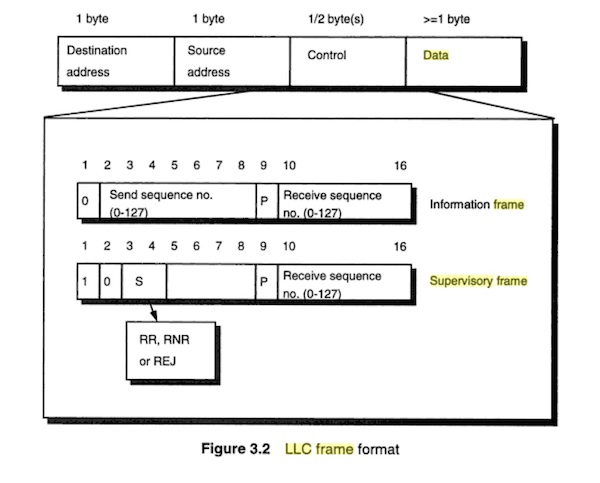 1 byte 1 byte 1/2 byte(s) >=1 byte
Destination address
Source address
Control
Data
1 2 3 4 5 6 7 8 9 10 16
0
Send sequence no. (0-127)
P
Receive sequence no. (0-127)
Information frame
1 2 3 4 5 6 7 8 9 10 16
1 0 S
P
Receive sequence no. (0-127)
Supervisory frame
RR, RNR
or REJ
Figure 3.2 LLC frame format